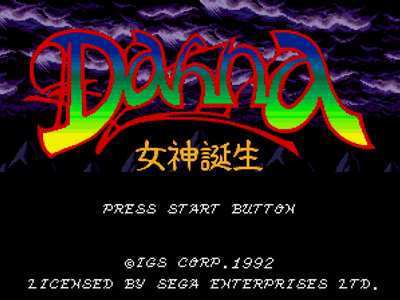 Dahna
女神誕生
PRESS START BUTTON
©IGS CORP.1992
LICENSED BY SEGA ENTERPRISES LTD.